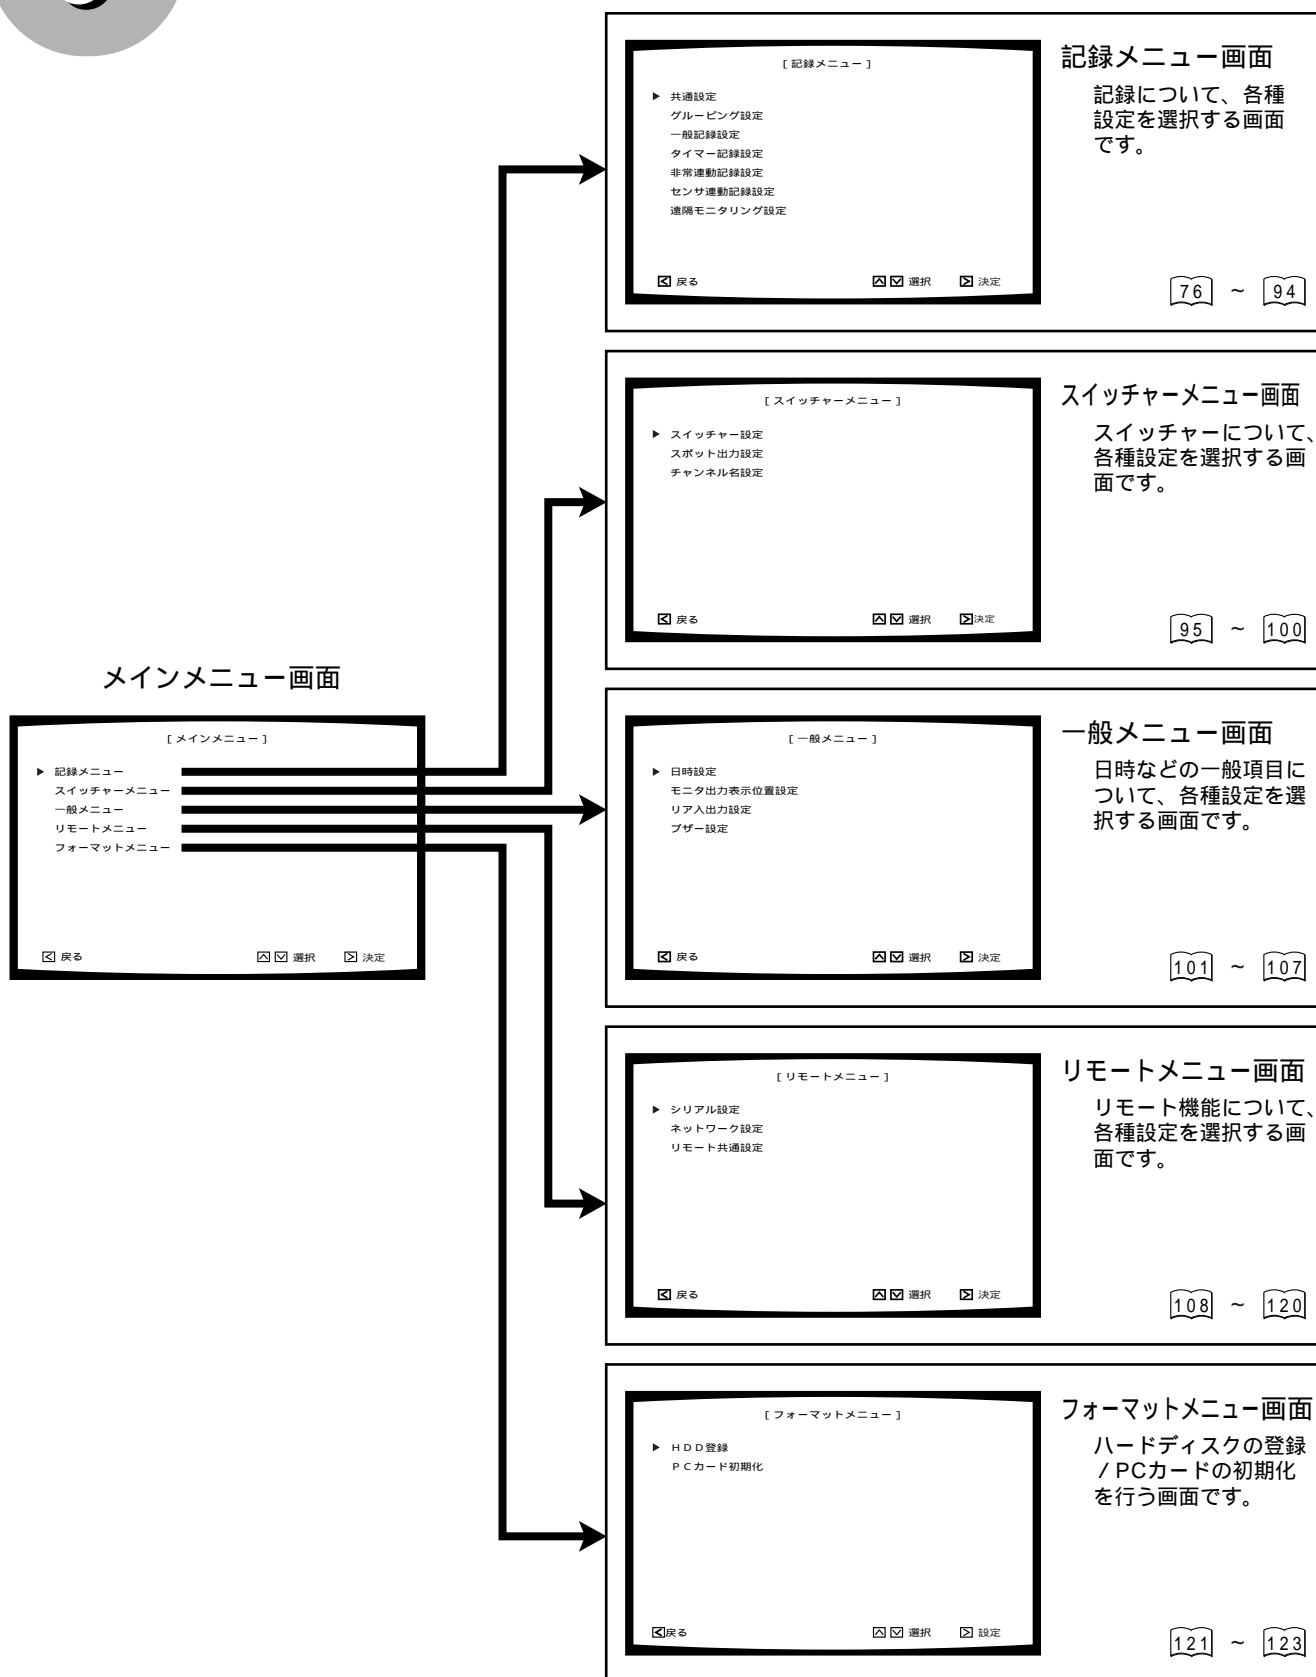 メインメニュー画面
[メインメニュー]
▶ 記録メニュー
スイッチャーメニュー
一般メニュー
リモートメニュー
フォーマットメニュー
戻る 選択 決定
[記録メニュー]
▶ 共通設定
グルーピング設定
一般記録設定
タイマー記録設定
非常連動記録設定
センサ連動記録設定
遠隔モニタリング設定
戻る 選択 決定
記録メニュー画面
記録について、各種
設定を選択する画面
です。
76 ~ 94
[スイッチャーメニュー]
▶ スイッチャー設定
スポット出力設定
チャンネル名設定
戻る 選択 決定
スイッチャーメニュー画面
スイッチャーについて、
各種設定を選択する画
面です。
95 ~ 100
[一般メニュー]
▶ 日時設定
モニタ出力表示位置設定
リア入出力設定
ブザー設定
戻る 選択 決定
一般メニュー画面
日時などの一般項目に
ついて、各種設定を選
択する画面です。
101 ~ 107
[リモートメニュー]
▶ シリアル設定
ネットワーク設定
リモート共通設定
戻る 選択 決定
リモートメニュー画面
リモート機能について、
各種設定を選択する画
面です。
108 ~ 120
[フォーマットメニュー]
▶ HDD登録
PCカード初期化
戻る 選択 設定
フォーマットメニュー画面
ハードディスクの登録
/PCカードの初期化
を行う画面です。
121 ~ 123